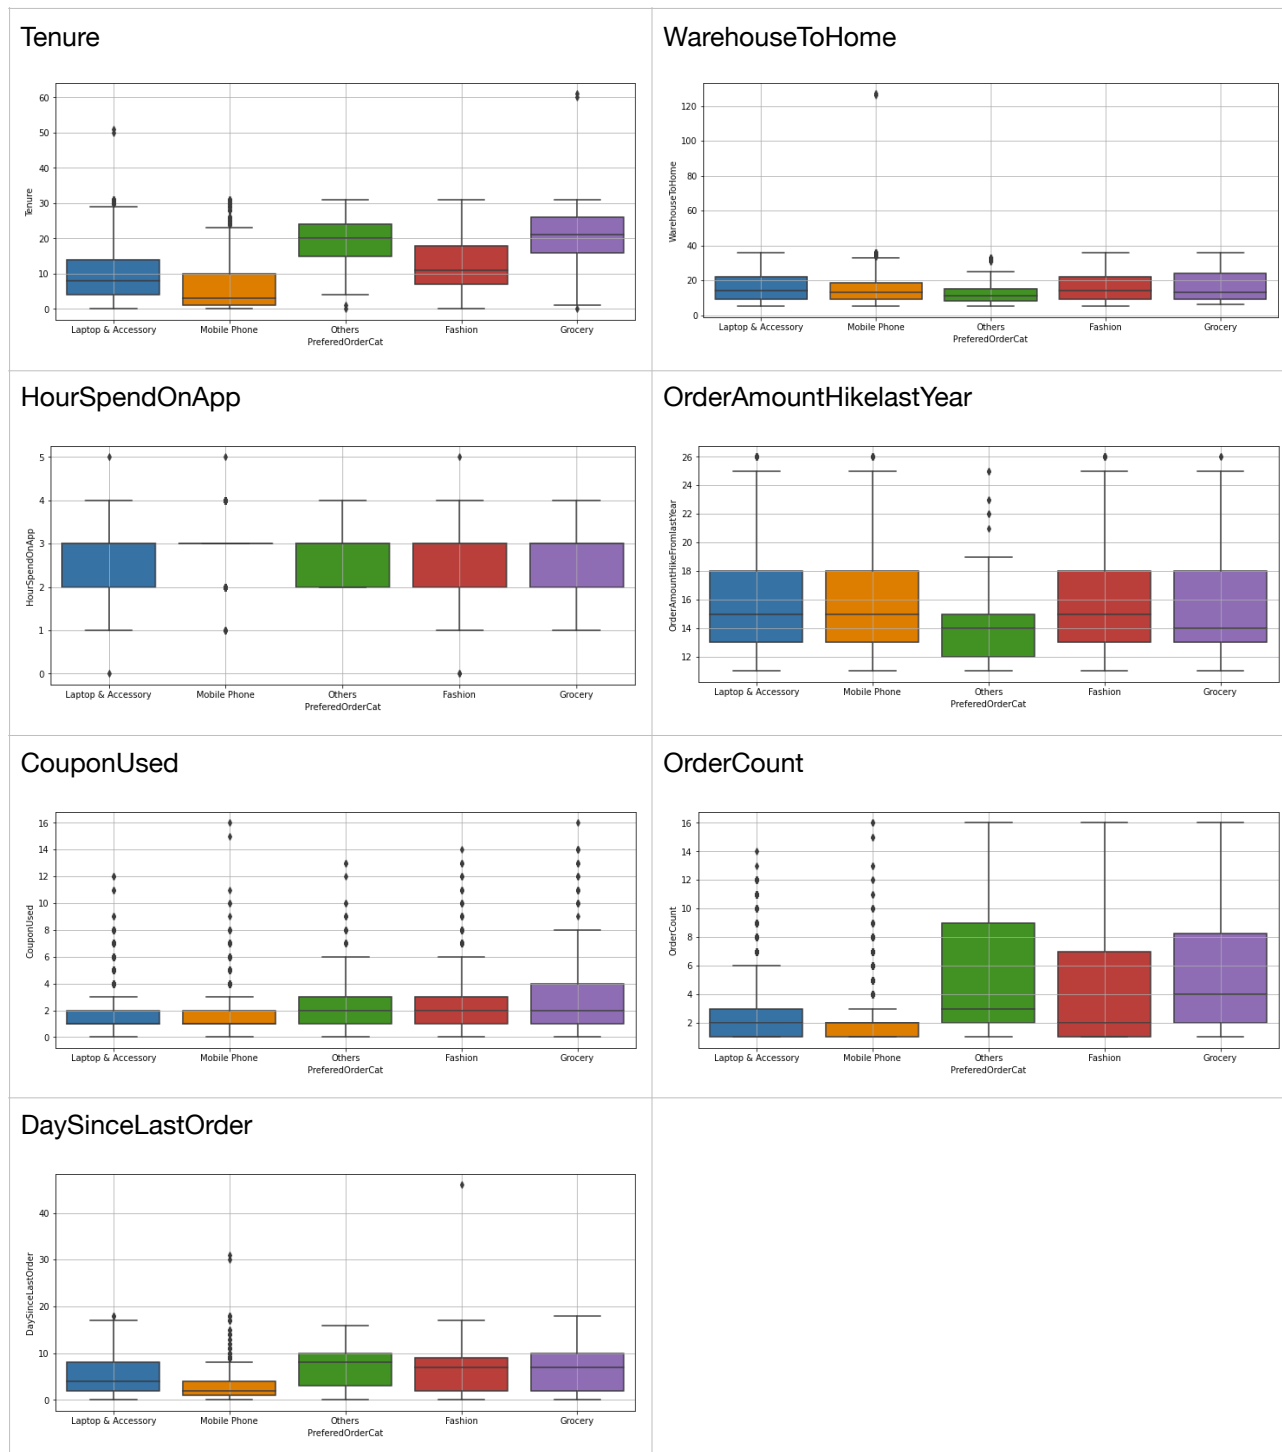 Tenure
60
50
40
30
20
10
0
Tenure
Laptop & Accessory Mobile Phone Others Fashion Grocery
PreferedOrderCat
WarehouseToHome
120
100
80
60
40
20
0
WarehouseToHome
Laptop & Accessory Mobile Phone Others Fashion Grocery
PreferedOrderCat
HourSpendOnApp
5
4
3
2
1
0
HourSpendOnApp
Laptop & Accessory Mobile Phone Others Fashion Grocery
PreferedOrderCat
OrderAmountHikelastYear
26
24
22
20
18
16
14
12
OrderAmountHikeFromlastYear
Laptop & Accessory Mobile Phone Others Fashion Grocery
PreferedOrderCat
CouponUsed
16
14
12
10
8
6
4
2
0
CouponUsed
Laptop & Accessory Mobile Phone Others Fashion Grocery
PreferedOrderCat
OrderCount
16
14
12
10
8
6
4
2
OrderCount
Laptop & Accessory Mobile Phone Others Fashion Grocery
PreferedOrderCat
DaySinceLastOrder
40
30
20
10
0
DaySinceLastOrder
Laptop & Accessory Mobile Phone Others Fashion Grocery
PreferedOrderCat